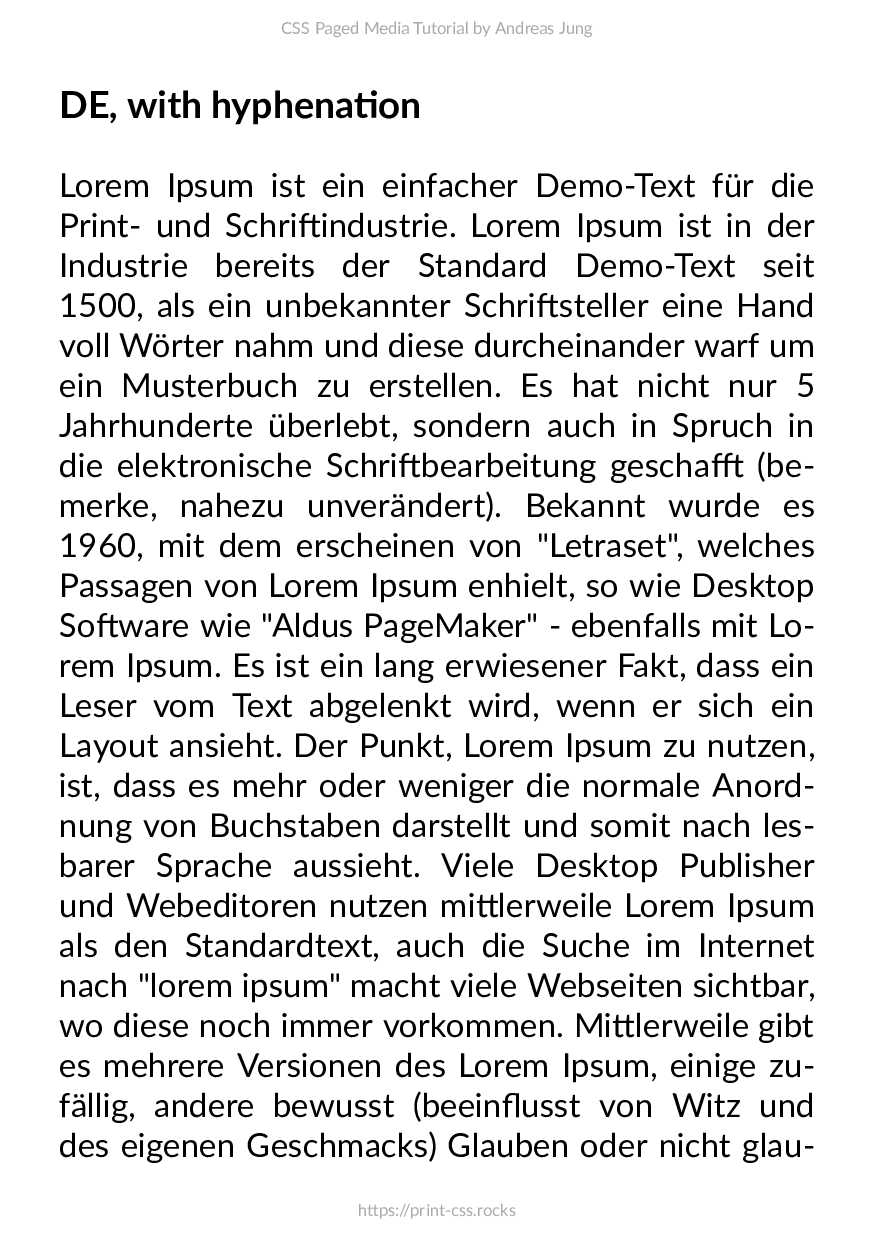 CSS Paged Media Tutorial by Andreas Jung
DE, with hyphenation
Lorem Ipsum ist ein einfacher Demo-Text für die
Print- und Schriftindustrie. Lorem Ipsum ist in der
Industrie bereits der Standard Demo-Text seit
1500, als ein unbekannter Schriftsteller eine Hand
voll Wörter nahm und diese durcheinander warf um
ein Musterbuch zu erstellen. Es hat nicht nur 5
Jahrhunderte überlebt, sondern auch in Spruch in
die elektronische Schriftbearbeitung geschafft (be-
merke, nahezu unverändert). Bekannt wurde es
1960, mit dem erscheinen von "Letraset", welches
Passagen von Lorem Ipsum enhielt, so wie Desktop
Software wie "Aldus PageMaker" - ebenfalls mit Lo-
rem Ipsum. Es ist ein lang erwiesener Fakt, dass ein
Leser vom Text abgelenkt wird, wenn er sich ein
Layout ansieht. Der Punkt, Lorem Ipsum zu nutzen,
ist, dass es mehr oder weniger die normale Anord-
nung von Buchstaben darstellt und somit nach les-
barer Sprache aussieht. Viele Desktop Publisher
und Webeditoren nutzen mittlerweile Lorem Ipsum
als den Standardtext, auch die Suche im Internet
nach "lorem ipsum" macht viele Webseiten sichtbar,
wo diese noch immer vorkommen. Mittlerweile gibt
es mehrere Versionen des Lorem Ipsum, einige zu-
fällig, andere bewusst (beeinflusst von Witz und
des eigenen Geschmacks) Glauben oder nicht glau-
https://print-css.rocks